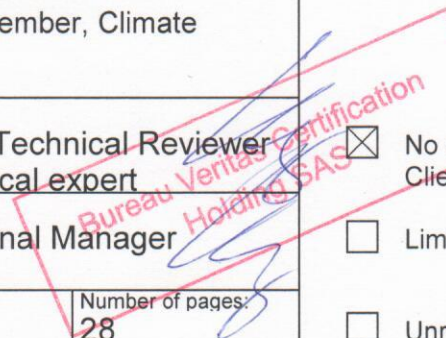 ember, Climate
Technical Reviewer
cal expert
nal Manager
Number of pages:
28
Bureau Veritas Certification
Holding SAS
No
Clie
Lim
Unr